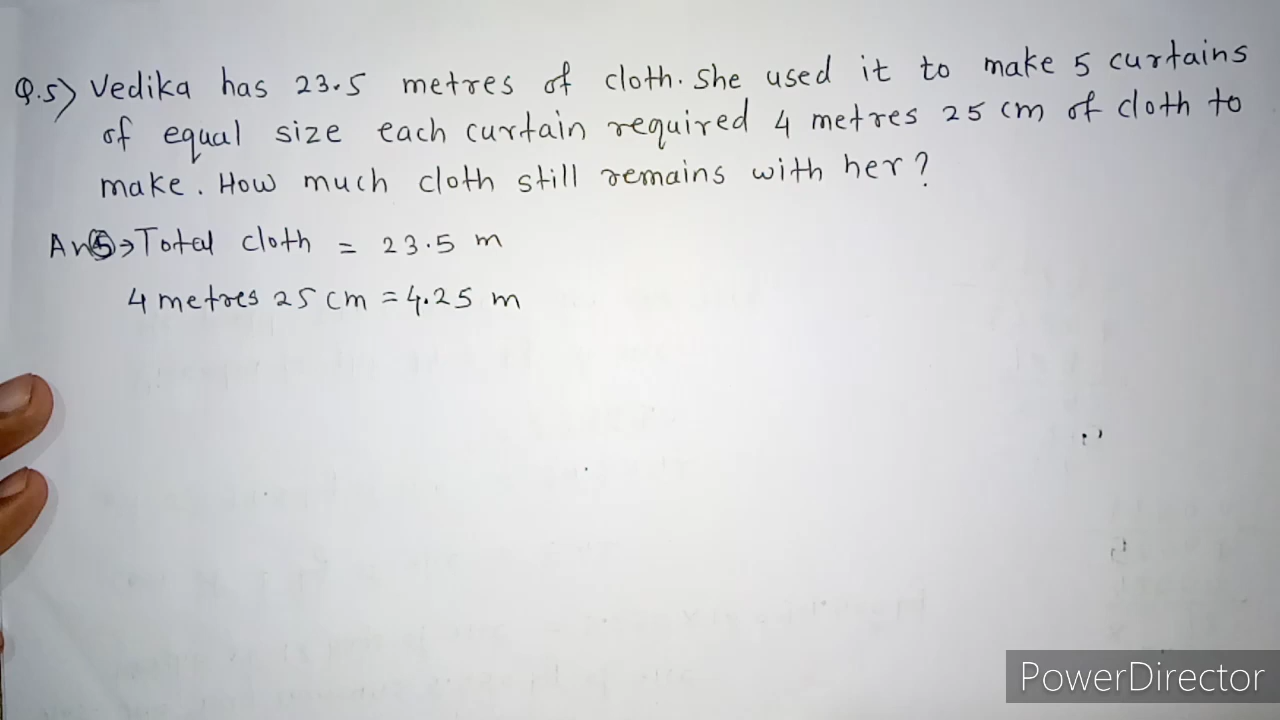 Q.5) Vedika has 23.5 metres of cloth. She used it to make 5 curtains
of equal size each curtain required 4 metres 25 cm of cloth to
make. How much cloth still remains with her?
Ans5→Total cloth = 23.5 m
4 metres 25 cm = 4.25 m
PowerDirector